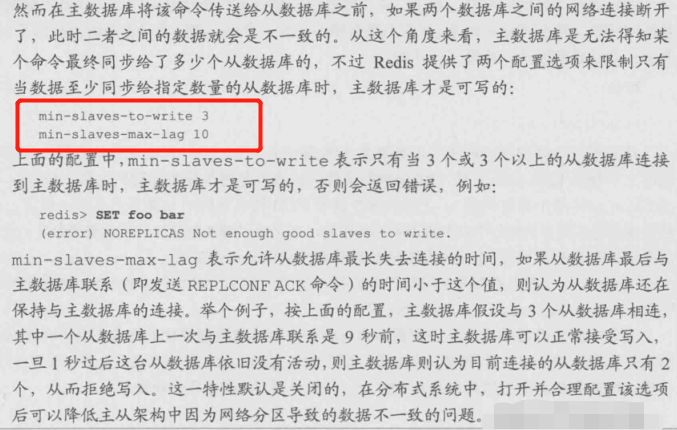 然而在主数据库将该命令传送给从数据库之前，如果两个数据库之间的网络连接断开
了，此时二者之间的数据就会是不一致的。从这个角度来看，主数据库是无法得知某
个命令最终同步给了多少个从数据库的，不过 Redis 提供了两个配置选项来限制只有
当数据至少同步给指定数量的从数据库时，主数据库才是可写的：
min-slaves-to-write 3
min-slaves-max-lag 10
上面的配置中，min-slaves-to-write 表示只有当 3 个或 3 个以上的从数据库连接
到主数据库时，主数据库才是可写的，否则会返回错误，例如：
redis> SET foo bar
(error) NOREPLICAS Not enough good slaves to write.
min-slaves-max-lag 表示允许从数据库最长失去连接的时间，如果从数据库最后与
主数据库联系（即发送 REPLCONF ACK 命令）的时间小于这个值，则认为从数据库还在
保持与主数据库的连接。举个例子，按上面的配置，主数据库假设与 3 个从数据库相连，
其中一个从数据库上一次与主数据库联系是 9 秒前，这时主数据库可以正常接受写入，
一旦 1 秒过后这台从数据库依旧没有活动，则主数据库则认为目前连接的从数据库只有 2
个，从而拒绝写入。这一特性默认是关闭的，在分布式系统中，打开并合理配置该选项
后可以降低主从架构中因为网络分区导致的数据不一致的问题。